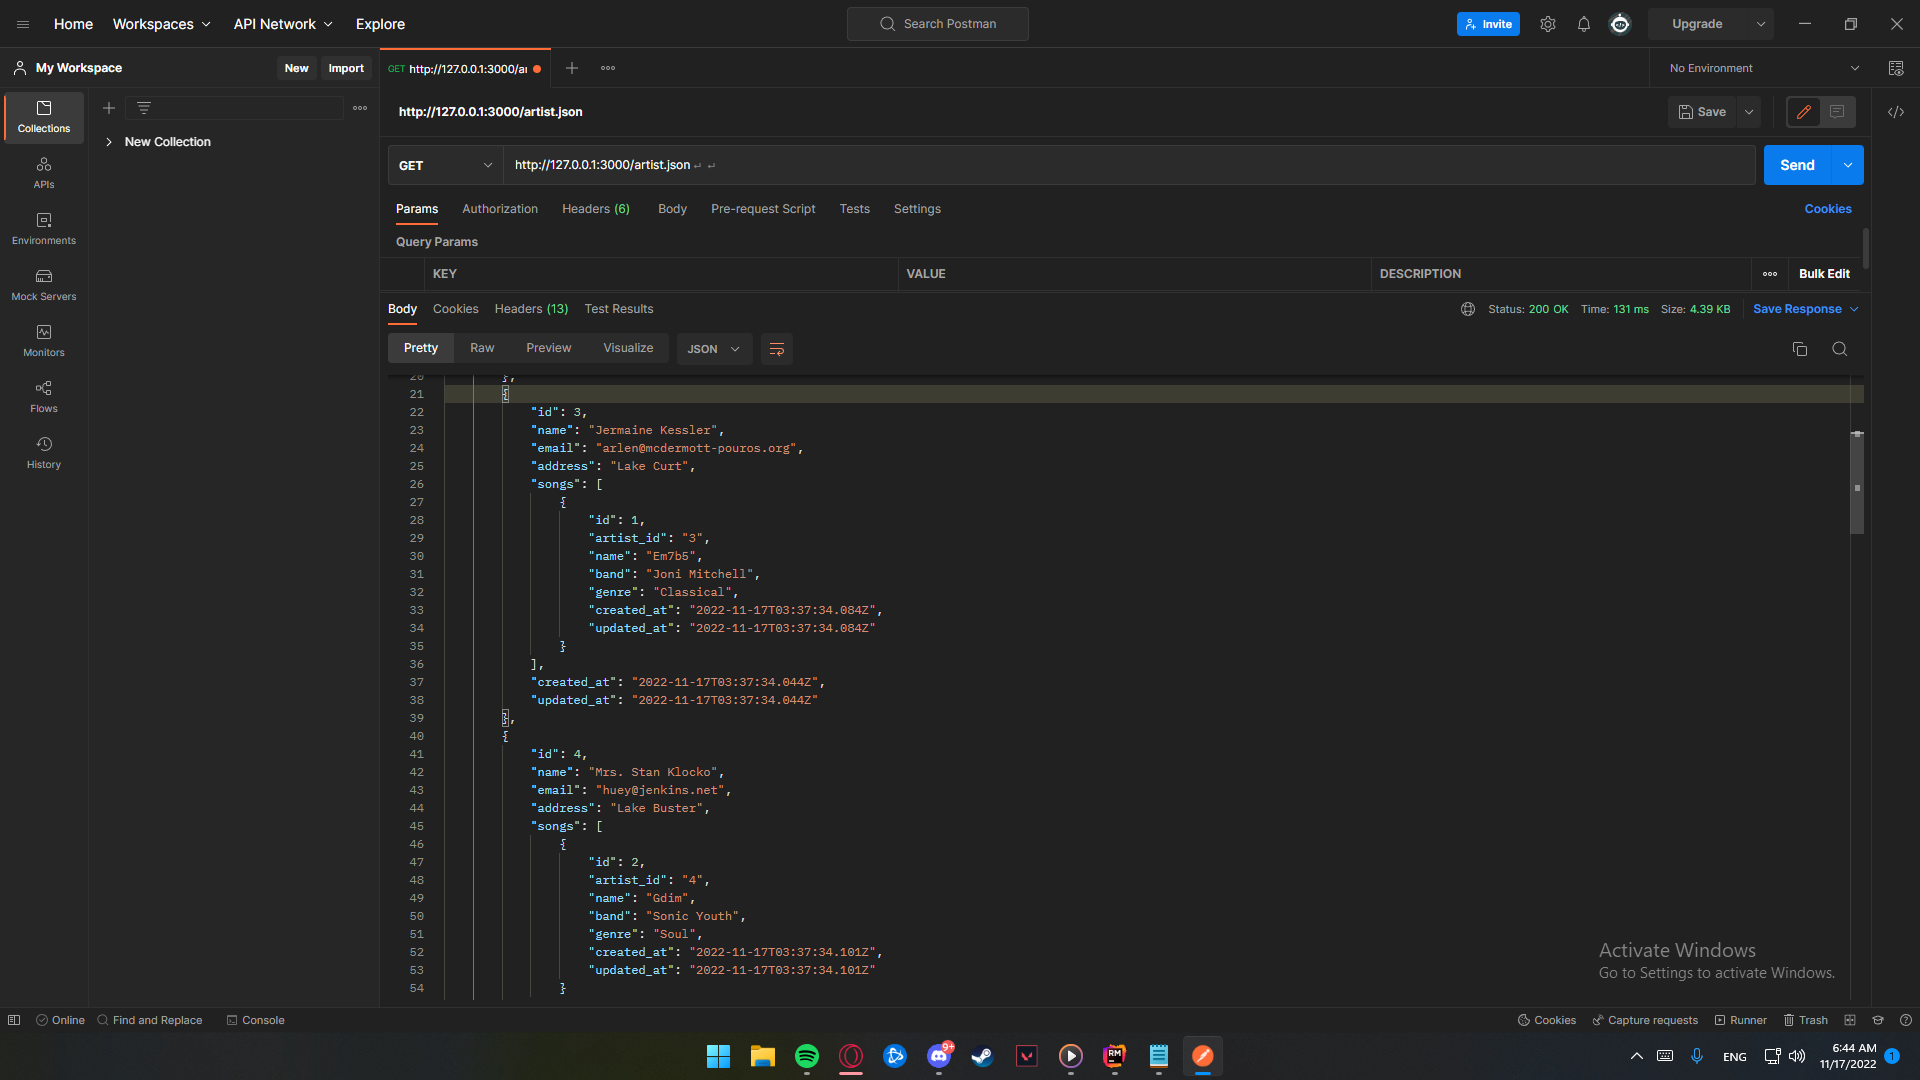 Home Workspaces API Network Explore Search Postman Invite Upgrade
My Workspace New Import GET http://127.0.0.1:3000/ar No Environment
http://127.0.0.1:3000/artist.json Save
Collections
New Collection
GET http://127.0.0.1:3000/artist.json Send
APIs
Params Authorization Headers (6) Body Pre-request Script Tests Settings Cookies
Environments
Query Params
KEY VALUE DESCRIPTION Bulk Edit
Mock Servers
Body Cookies Headers (13) Test Results Status: 200 OK Time: 131 ms Size: 4.39 KB Save Response
Monitors
Pretty Raw Preview Visualize JSON
Flows
History
20 },
21 {
22 "id": 3,
23 "name": "Jermaine Kessler",
24 "email": "arlen@mcdermott-pouros.org",
25 "address": "Lake Curt",
26 "songs": [
27 {
28 "id": 1,
29 "artist_id": "3",
30 "name": "Em7b5",
31 "band": "Joni Mitchell",
32 "genre": "Classical",
33 "created_at": "2022-11-17T03:37:34.084Z",
34 "updated_at": "2022-11-17T03:37:34.084Z"
35 }
36 ],
37 "created_at": "2022-11-17T03:37:34.044Z",
38 "updated_at": "2022-11-17T03:37:34.044Z"
39 },
40 {
41 "id": 4,
42 "name": "Mrs. Stan Klocko",
43 "email": "huey@jenkins.net",
44 "address": "Lake Buster",
45 "songs": [
46 {
47 "id": 2,
48 "artist_id": "4",
49 "name": "Gdim",
50 "band": "Sonic Youth",
51 "genre": "Soul",
52 "created_at": "2022-11-17T03:37:34.101Z",
53 "updated_at": "2022-11-17T03:37:34.101Z"
54 }
Activate Windows
Go to Settings to activate Windows.
Online Find and Replace Console Cookies Capture requests Runner Trash
9+ RM ENG 6:44 AM
11/17/2022 1